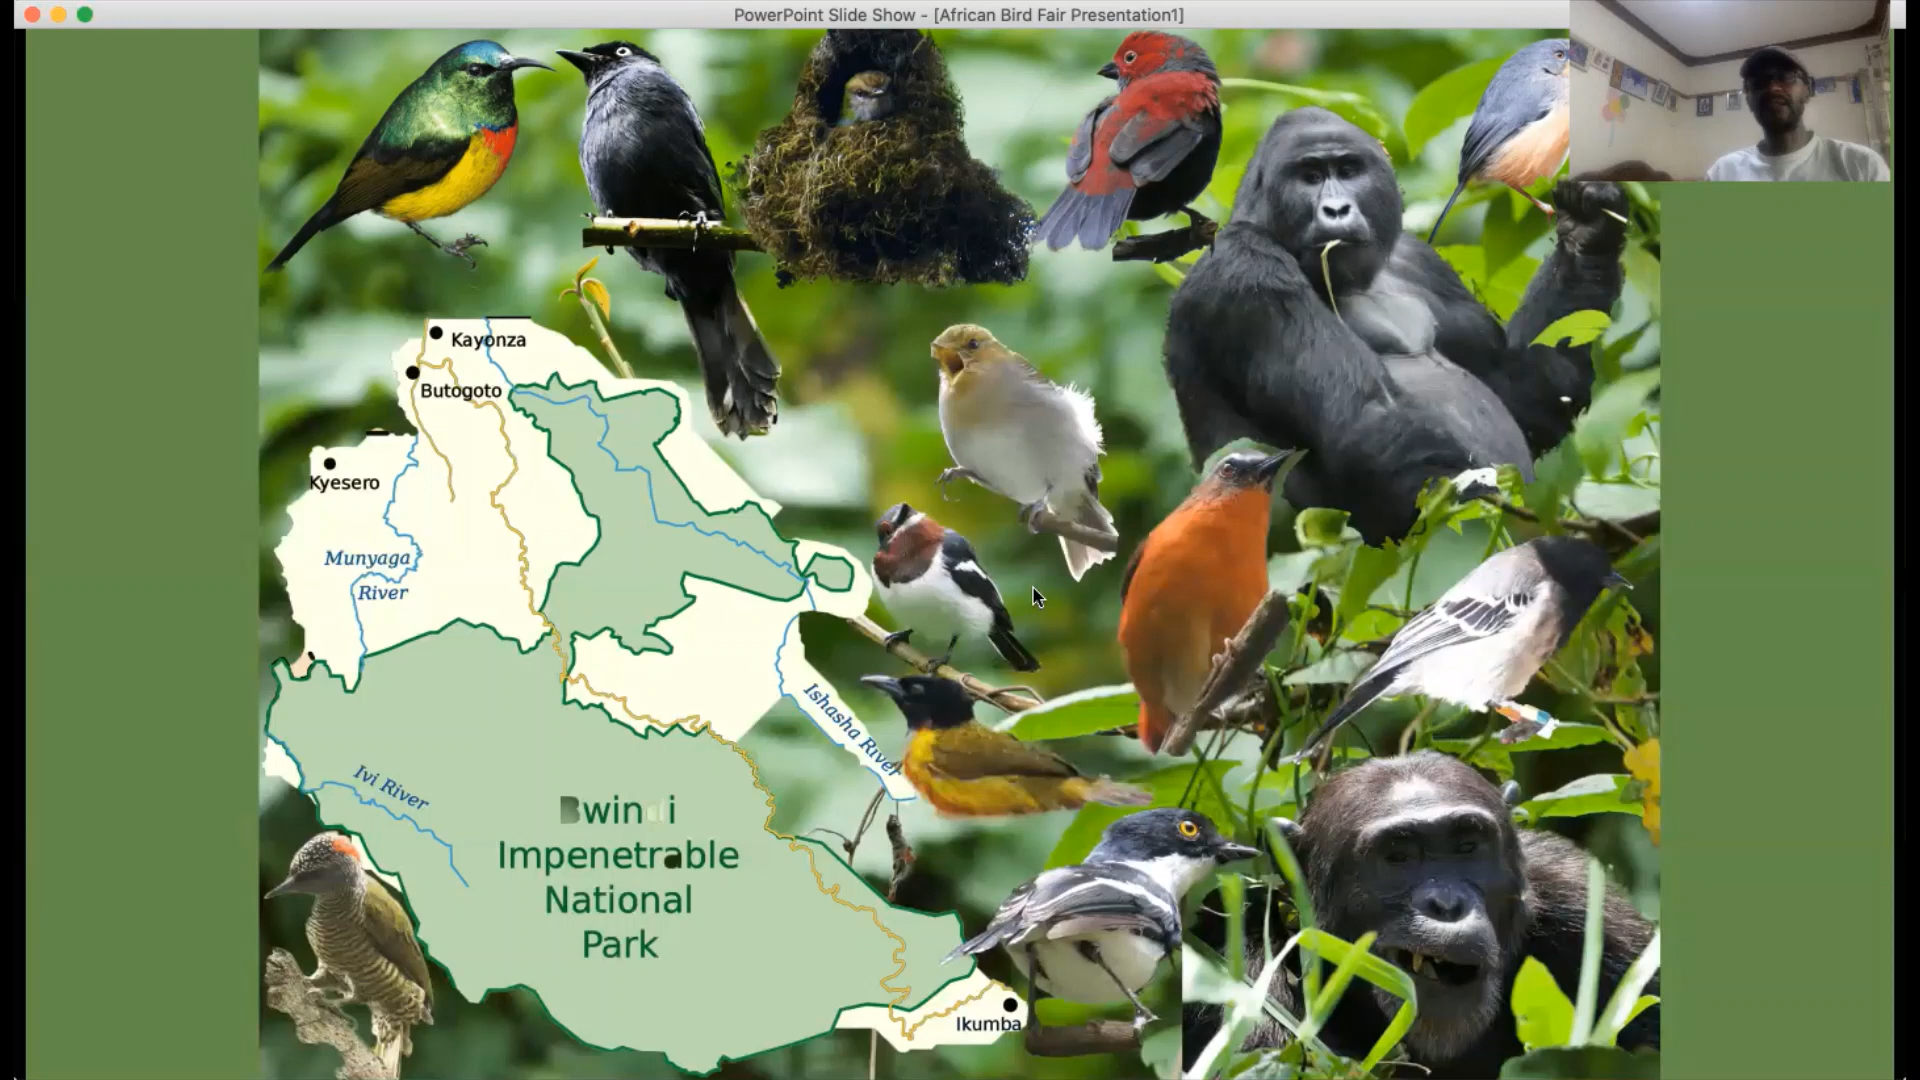 PowerPoint Slide Show - [African Bird Fair Presentation1]
Kayonza
Butogoto
Kyesero
Munyaga
River
Ishasha River
Ivi River
Bwindi
Impenetrable
National
Park
Ikumba